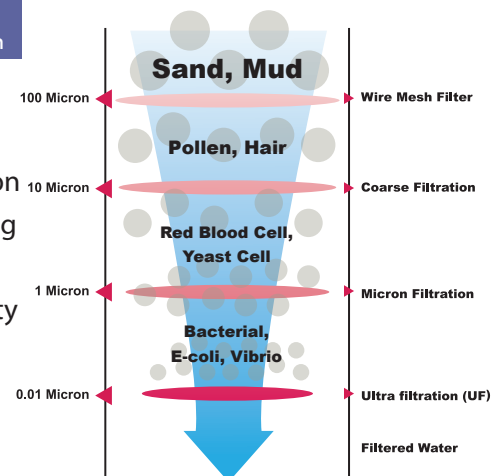 Sand, Mud
100 Micron
Wire Mesh Filter
Pollen, Hair
10 Micron
Coarse Filtration
Red Blood Cell,
Yeast Cell
1 Micron
Micron Filtration
Bacterial,
E-coli, Vibrio
0.01 Micron
Ultra filtration (UF)
Filtered Water